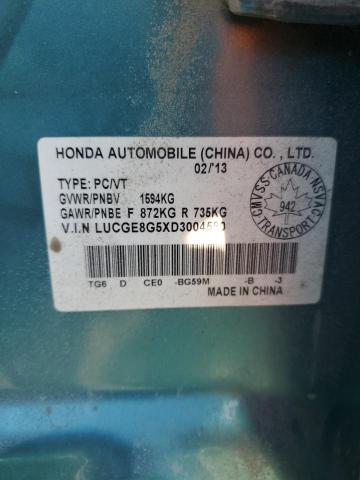 HONDA AUTOMOBILE (CHINA) CO., LTD.
02/'13
TYPE: PC/VT
GVWR/PNBV 1594KG
GAWR/PNBE F 872KG R 735KG
V.I.N
CMVSS-CANADA-NSVAC
942
TRANSPORT
TG6 D CE0 -BG59M -B -3
MADE IN CHINA